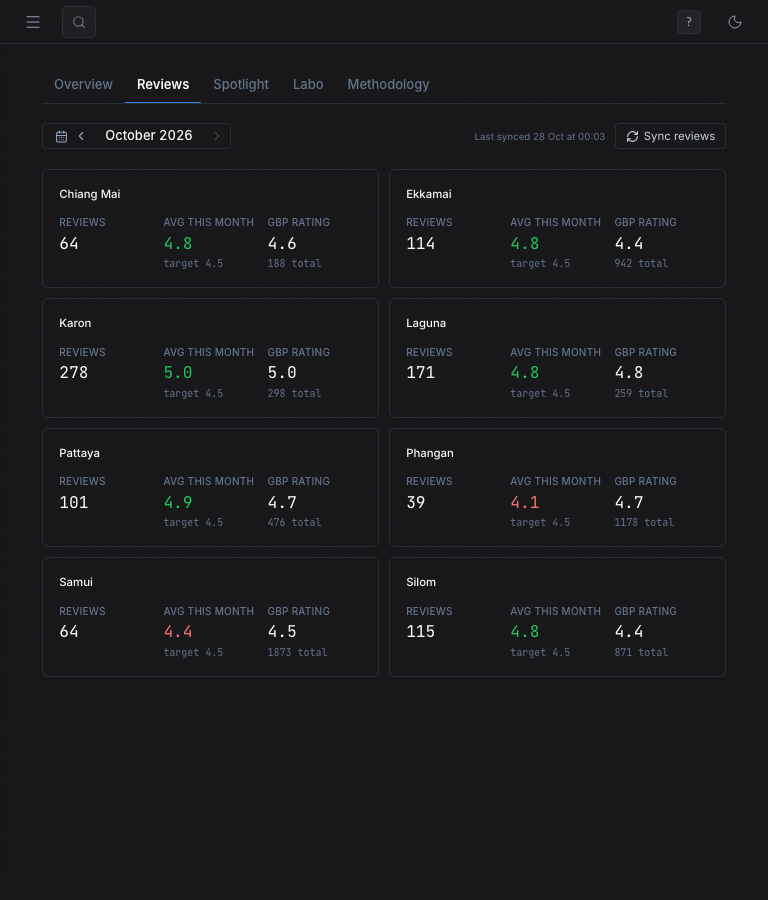 ?
Overview Reviews Spotlight Labo Methodology
October 2026
Last synced 28 Oct at 00:03 Sync reviews
Chiang Mai
REVIEWS AVG THIS MONTH GBP RATING
64 4.8 4.6
target 4.5 188 total
Ekkamai
REVIEWS AVG THIS MONTH GBP RATING
114 4.8 4.4
target 4.5 942 total
Karon
REVIEWS AVG THIS MONTH GBP RATING
278 5.0 5.0
target 4.5 298 total
Laguna
REVIEWS AVG THIS MONTH GBP RATING
171 4.8 4.8
target 4.5 259 total
Pattaya
REVIEWS AVG THIS MONTH GBP RATING
101 4.9 4.7
target 4.5 476 total
Phangan
REVIEWS AVG THIS MONTH GBP RATING
39 4.1 4.7
target 4.5 1178 total
Samui
REVIEWS AVG THIS MONTH GBP RATING
64 4.4 4.5
target 4.5 1873 total
Silom
REVIEWS AVG THIS MONTH GBP RATING
115 4.8 4.4
target 4.5 871 total